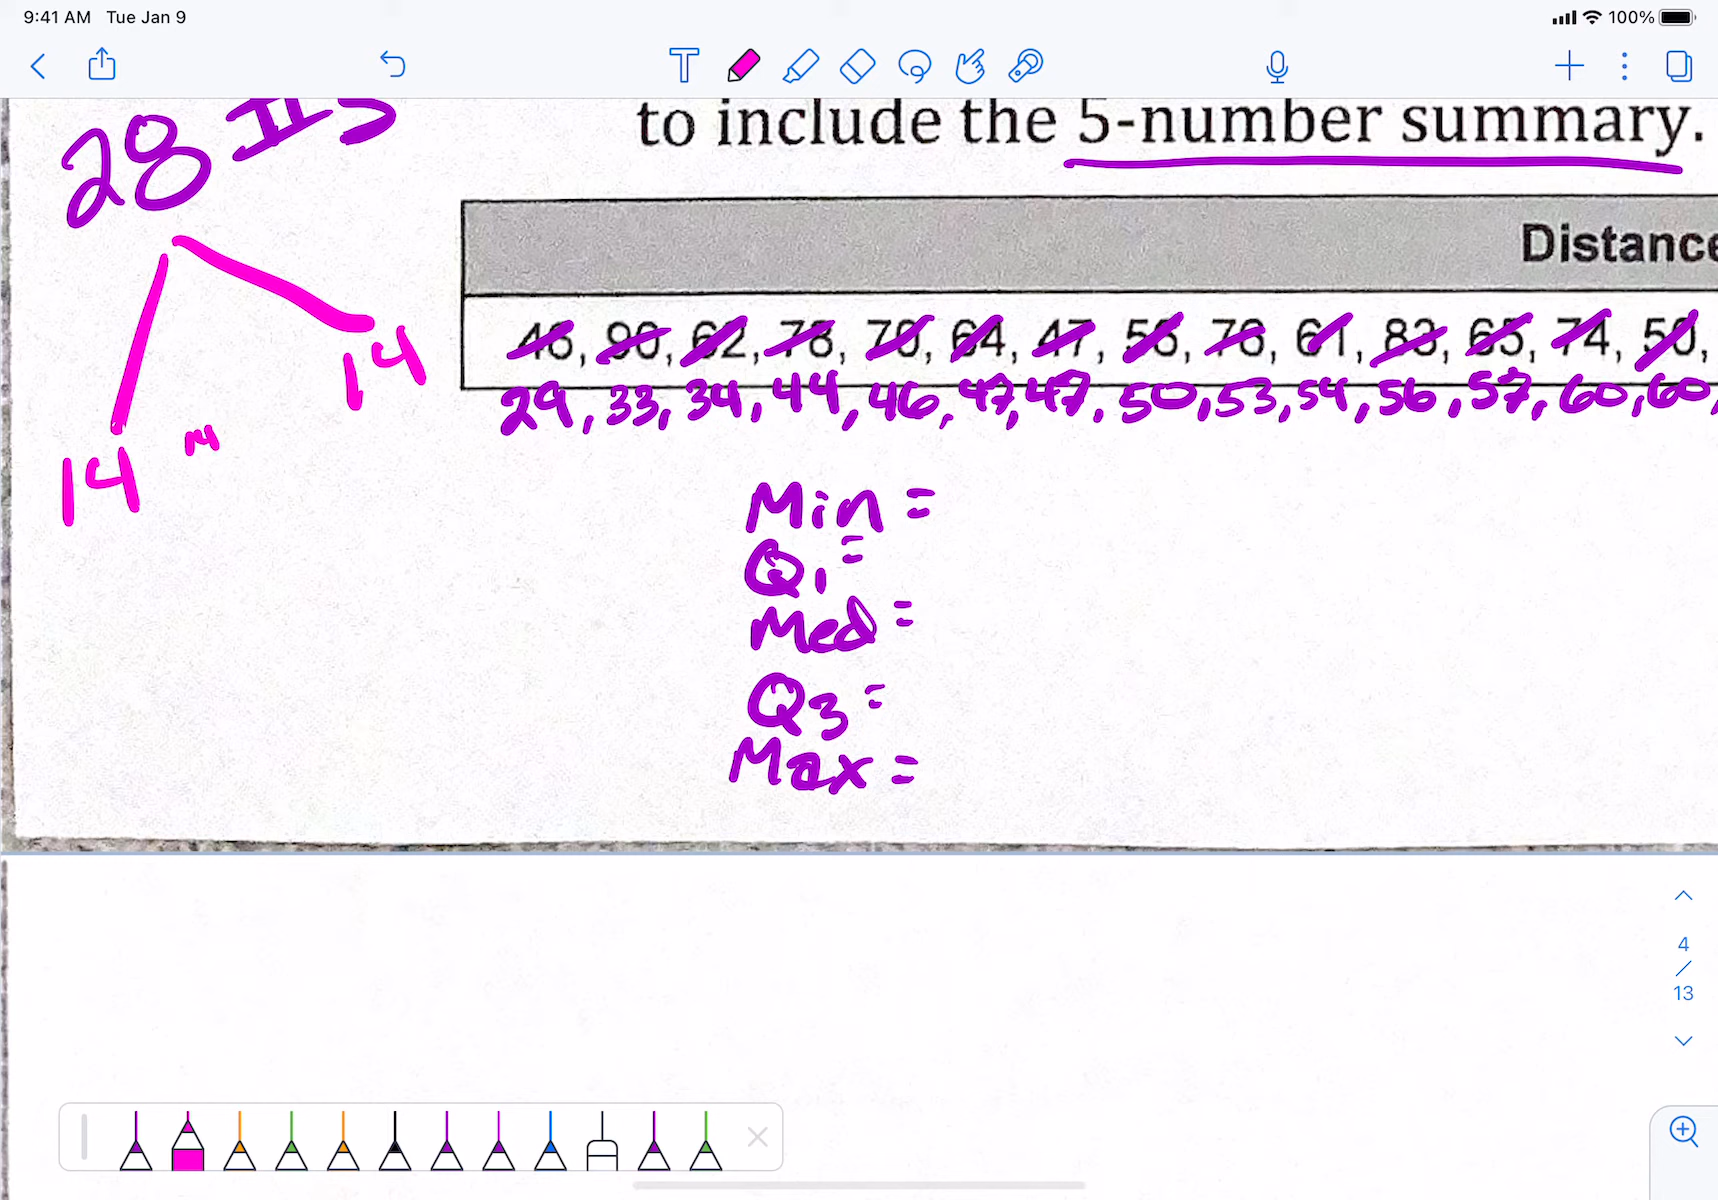 9:41 AM Tue Jan 9
100%
to include the 5-number summary.
28 #s
Distance
46, 90, 62, 78, 70, 64, 47, 56, 76, 61, 83, 65, 74, 50,
29, 33, 34, 44, 46, 47, 47, 50, 53, 54, 56, 57, 60, 60,
14
14
14
Min =
Q1 =
Med =
Q3 =
Max =
4
/
13